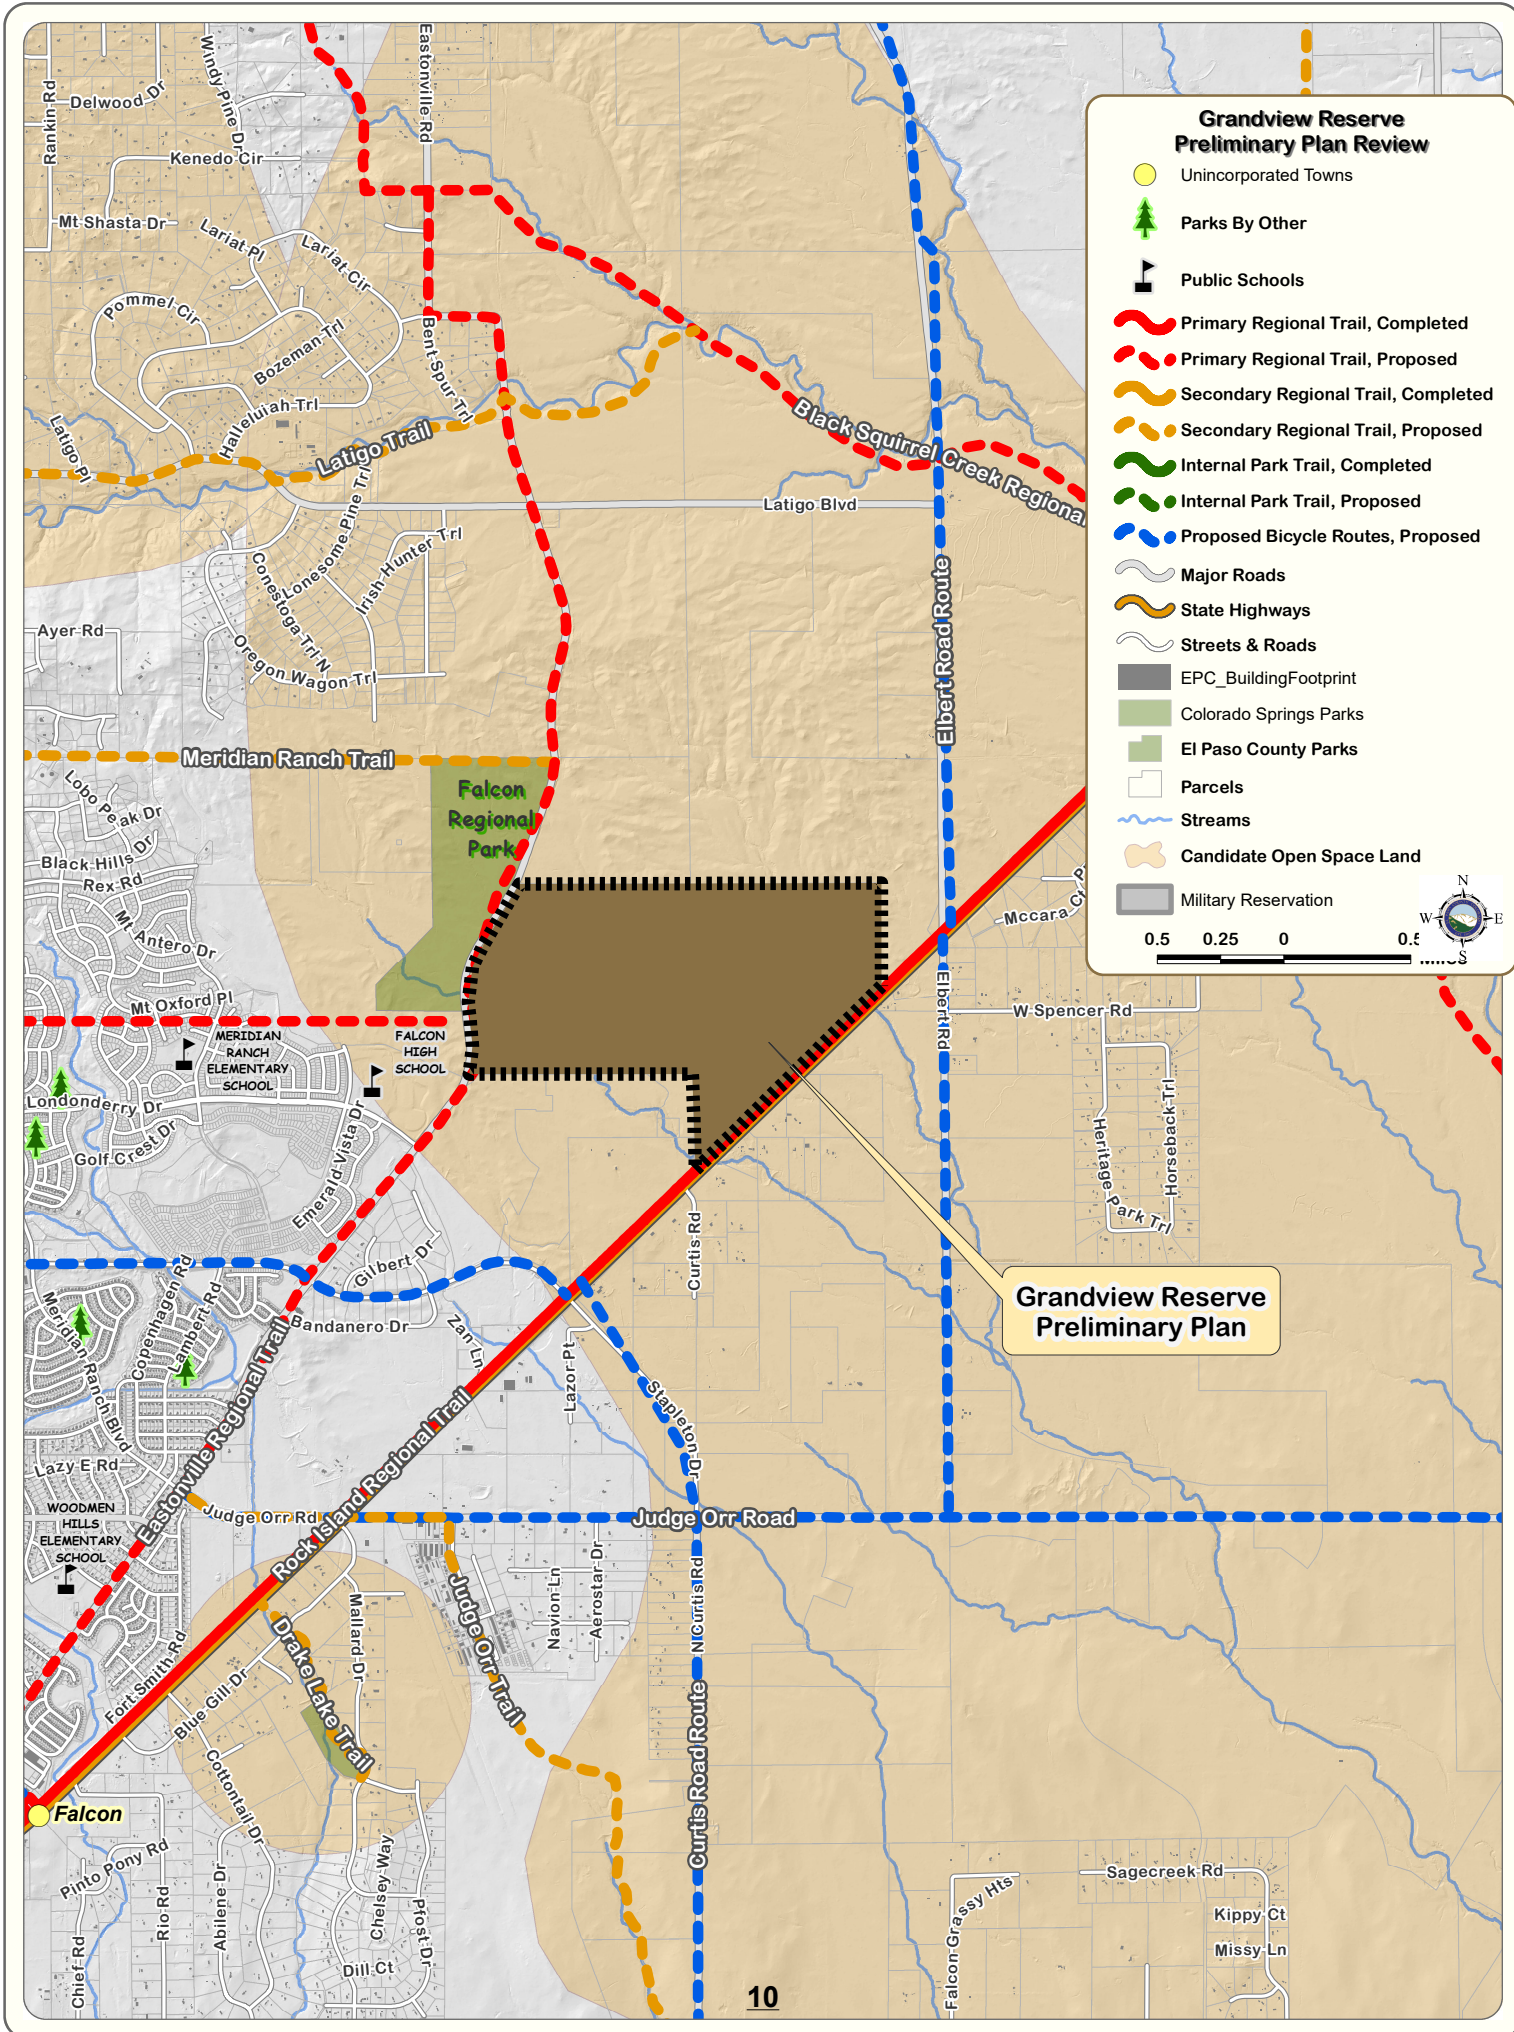 Grandview Reserve
Preliminary Plan Review
Unincorporated Towns
Parks By Other
Public Schools
Primary Regional Trail, Completed
Primary Regional Trail, Proposed
Secondary Regional Trail, Completed
Secondary Regional Trail, Proposed
Internal Park Trail, Completed
Internal Park Trail, Proposed
Proposed Bicycle Routes, Proposed
Major Roads
State Highways
Streets & Roads
EPC_BuildingFootprint
Colorado Springs Parks
El Paso County Parks
Parcels
Streams
Candidate Open Space Land
Military Reservation
N
W
E
S
0.5 0.25 0 0.5
Rankin Rd
Delwood Dr
Windy Pine Dr
Eastonville Rd
Kenedo Cir
Mt Shasta Dr
Lariat Pl
Lariat Cir
Pommel Cir
Bozeman Trl
Bent Spur Trl
Halleluiah Trl
Latigo Pl
Latigo Trail
Black Squirrel Creek Regional
Latigo Blvd
Lonesome Pine Trl
Irish Hunter Trl
Conestoga Trl N
Oregon Wagon Trl
Ayer Rd
Elbert Road Route
Meridian Ranch Trail
Falcon
Regional
Park
Lobo Peak Dr
Black Hills Dr
Rex Rd
Mt Antero Dr
Mccara Ct
Mt Oxford Pl
MERIDIAN
RANCH
ELEMENTARY
SCHOOL
FALCON
HIGH
SCHOOL
Elbert Rd
W Spencer Rd
Londonderry Dr
Golf Crest Dr
Emerald Vista Dr
Heritage Park Trl
Horseback Trl
Curtis Rd
Gilbert Dr
Grandview Reserve
Preliminary Plan
Copenhagen Rd
Lambert Rd
Meridian Ranch Blvd
Bandanero Dr
Zan Ln
Lazor Pt
Stapleton Dr
Eastonville Regional Trail
Rock Island Regional Trail
Lazy E Rd
WOODMEN
HILLS
ELEMENTARY
SCHOOL
Judge Orr Rd
Judge Orr Road
Judge Orr Trail
Navion Ln
Aerostar Dr
N Curtis Rd
Mallard Dr
Drake Lake Trail
Fort Smith Rd
Blue Gill Dr
Curtis Road Route
Cottontail Dr
Falcon
Pinto Pony Rd
Rio Rd
Abilene Dr
Chelsey Way
Pfost Dr
Chief Rd
Dill Ct
Falcon Grassy Hts
Sagecreek Rd
Kippy Ct
Missy Ln
10